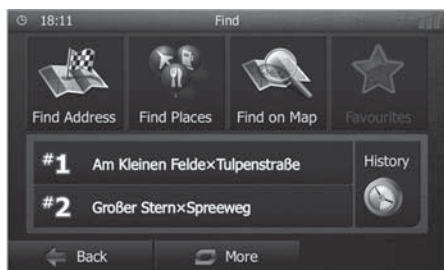 18:11 Find
Find Address Find Places Find on Map Favourites
#1 Am Kleinen Felde×Tulpenstraße History
#2 Großer Stern×Spreeweg
Back More